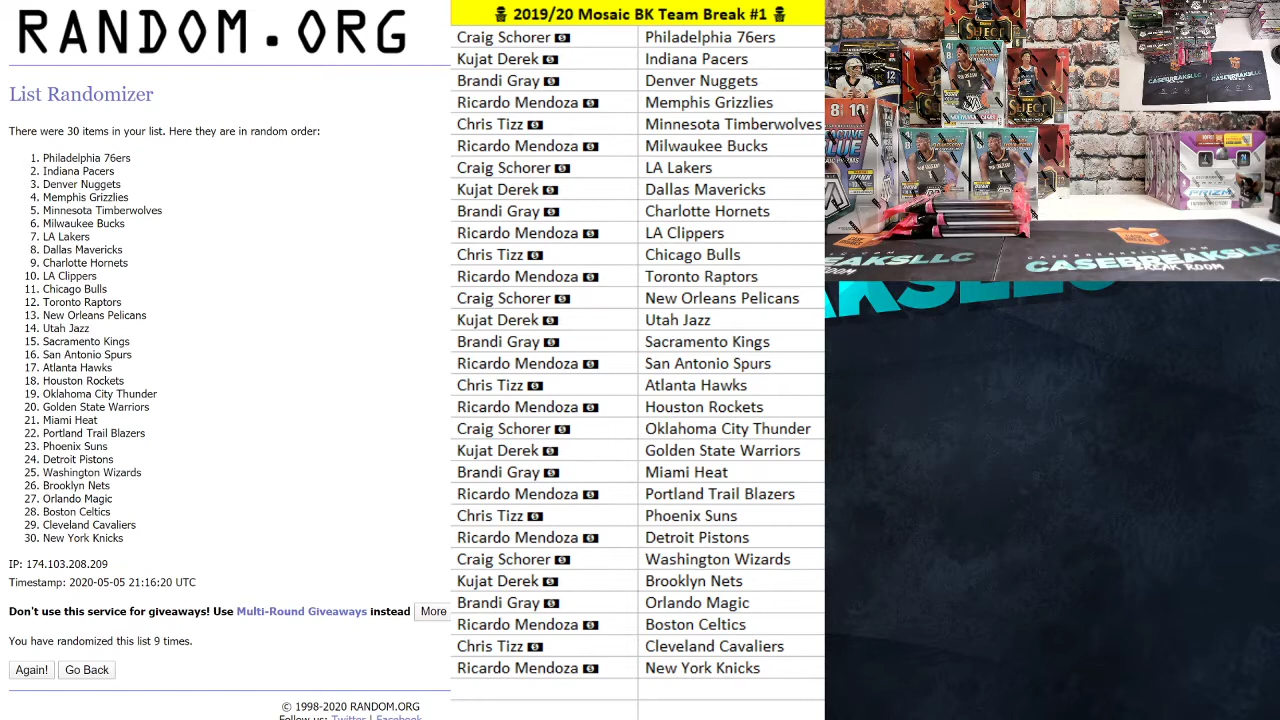 RANDOM.ORG
List Randomizer
There were 30 items in your list. Here they are in random order:
1. Philadelphia 76ers
2. Indiana Pacers
3. Denver Nuggets
4. Memphis Grizzlies
5. Minnesota Timberwolves
6. Milwaukee Bucks
7. LA Lakers
8. Dallas Mavericks
9. Charlotte Hornets
10. LA Clippers
11. Chicago Bulls
12. Toronto Raptors
13. New Orleans Pelicans
14. Utah Jazz
15. Sacramento Kings
16. San Antonio Spurs
17. Atlanta Hawks
18. Houston Rockets
19. Oklahoma City Thunder
20. Golden State Warriors
21. Miami Heat
22. Portland Trail Blazers
23. Phoenix Suns
24. Detroit Pistons
25. Washington Wizards
26. Brooklyn Nets
27. Orlando Magic
28. Boston Celtics
29. Cleveland Cavaliers
30. New York Knicks
IP: 174.103.208.209
Timestamp: 2020-05-05 21:16:20 UTC
Don't use this service for giveaways! Use Multi-Round Giveaways instead More
You have randomized this list 9 times.
Again! Go Back
© 1998-2020 RANDOM.ORG
Follow us: Twitter | Facebook
2019/20 Mosaic BK Team Break #1
Craig Schorer Philadelphia 76ers
Kujat Derek Indiana Pacers
Brandi Gray Denver Nuggets
Ricardo Mendoza Memphis Grizzlies
Chris Tizz Minnesota Timberwolves
Ricardo Mendoza Milwaukee Bucks
Craig Schorer LA Lakers
Kujat Derek Dallas Mavericks
Brandi Gray Charlotte Hornets
Ricardo Mendoza LA Clippers
Chris Tizz Chicago Bulls
Ricardo Mendoza Toronto Raptors
Craig Schorer New Orleans Pelicans
Kujat Derek Utah Jazz
Brandi Gray Sacramento Kings
Ricardo Mendoza San Antonio Spurs
Chris Tizz Atlanta Hawks
Ricardo Mendoza Houston Rockets
Craig Schorer Oklahoma City Thunder
Kujat Derek Golden State Warriors
Brandi Gray Miami Heat
Ricardo Mendoza Portland Trail Blazers
Chris Tizz Phoenix Suns
Ricardo Mendoza Detroit Pistons
Craig Schorer Washington Wizards
Kujat Derek Brooklyn Nets
Brandi Gray Orlando Magic
Ricardo Mendoza Boston Celtics
Chris Tizz Cleveland Cavaliers
Ricardo Mendoza New York Knicks
SELECT
SELECT
PRIZM
EAKSLLC
CASEBREAKSLLC
BREAK ROOM
CASEBREAKSLLC